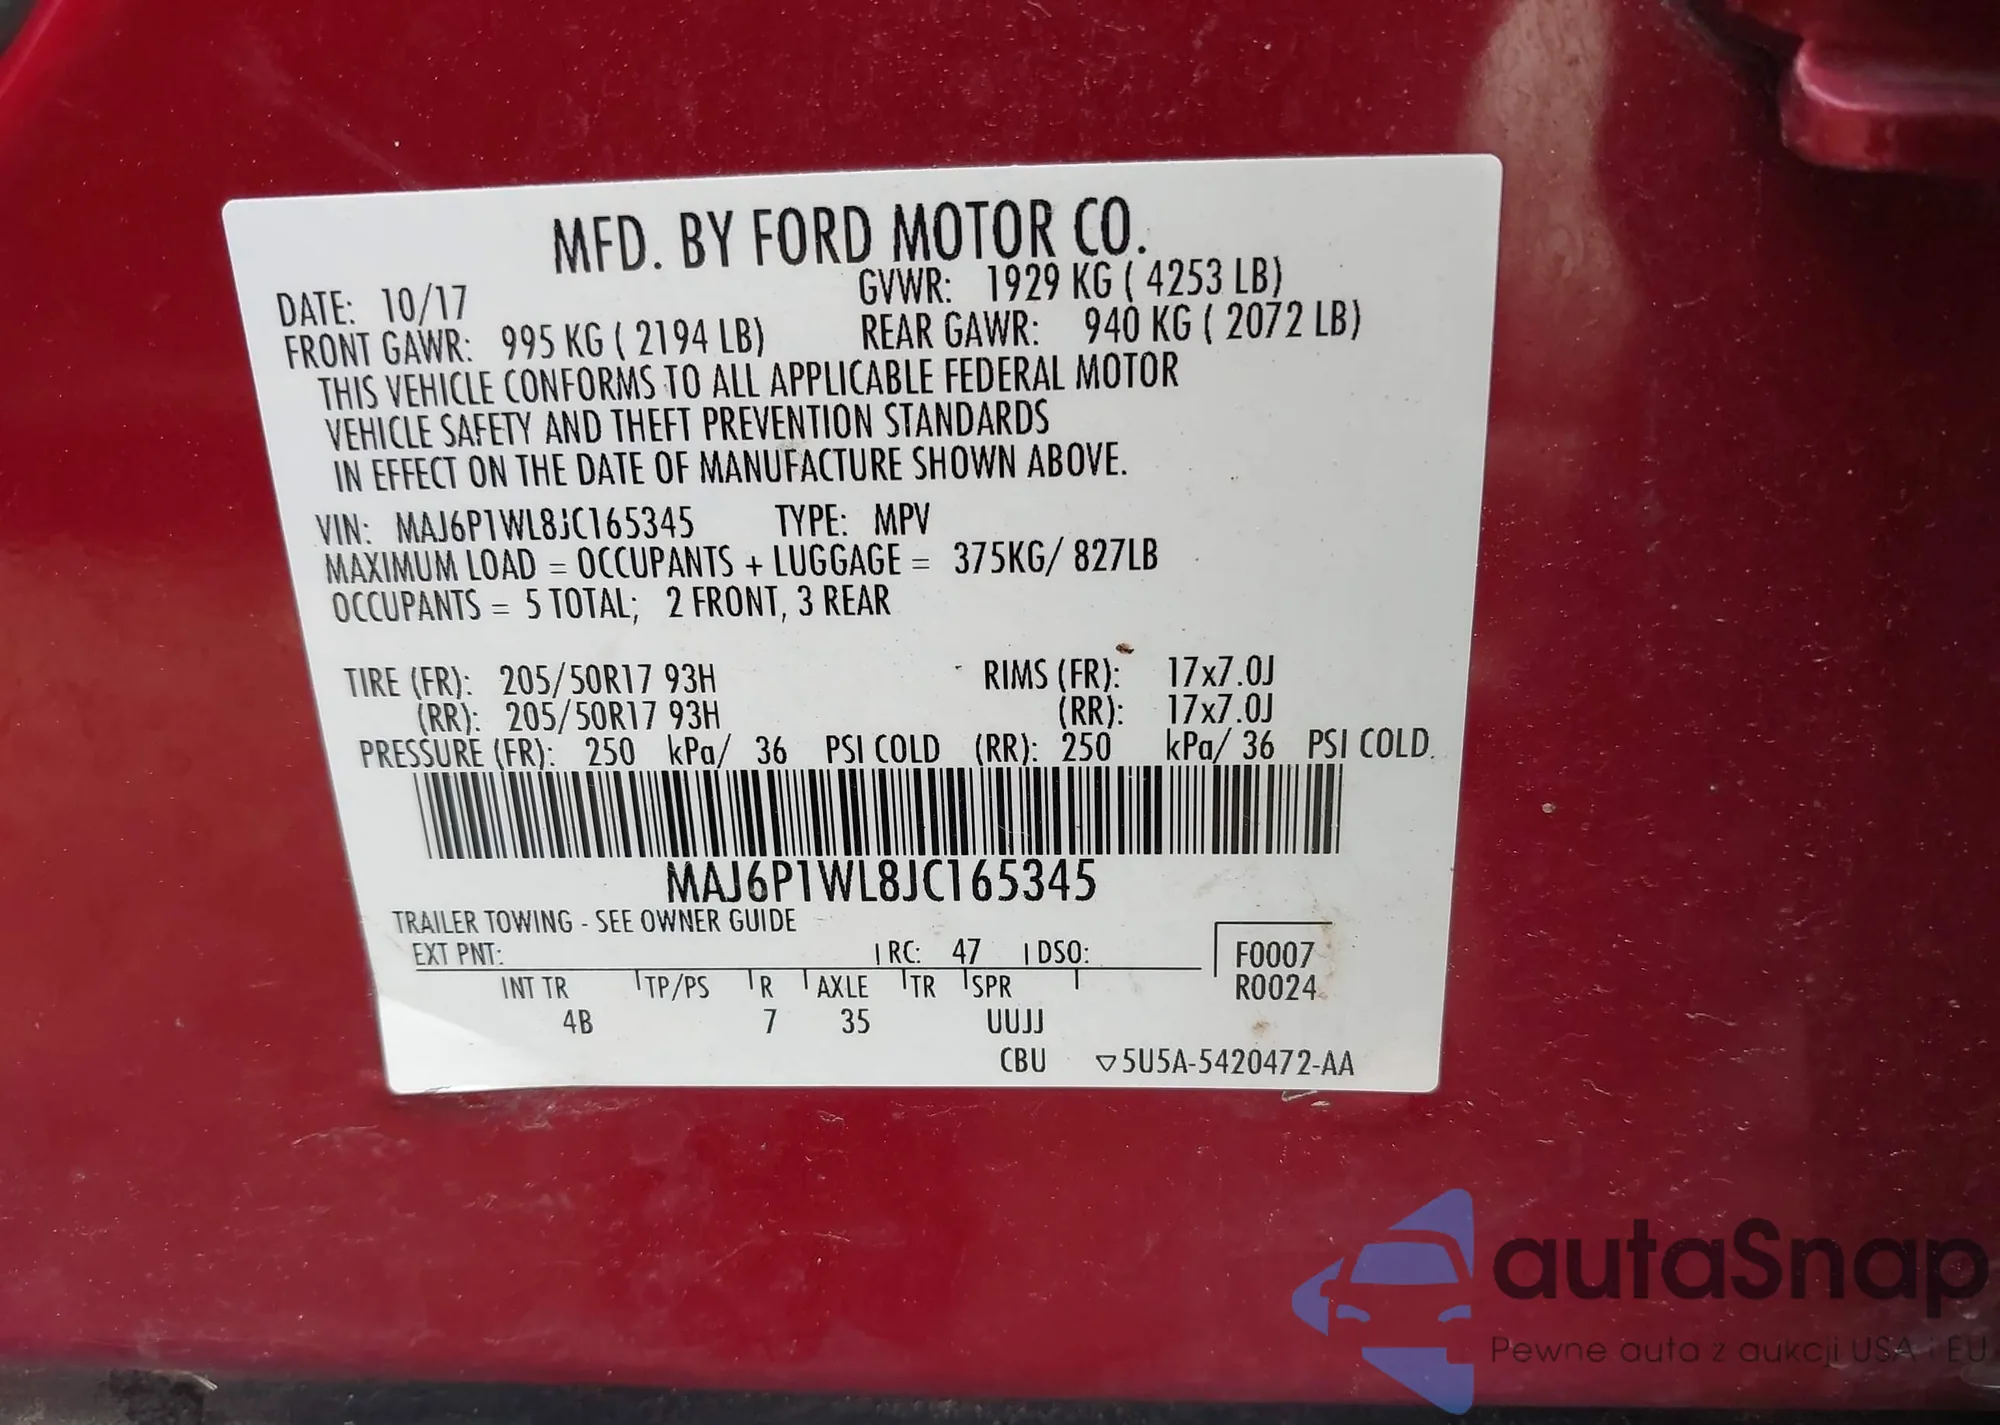 MFD. BY FORD MOTOR CO.
DATE: 10/17 GVWR: 1929 KG ( 4253 LB)
FRONT GAWR: 995 KG ( 2194 LB) REAR GAWR: 940 KG ( 2072 LB)
THIS VEHICLE CONFORMS TO ALL APPLICABLE FEDERAL MOTOR
VEHICLE SAFETY AND THEFT PREVENTION STANDARDS
IN EFFECT ON THE DATE OF MANUFACTURE SHOWN ABOVE.
VIN: MAJ6P1WL8JC165345 TYPE: MPV
MAXIMUM LOAD = OCCUPANTS + LUGGAGE = 375KG/ 827LB
OCCUPANTS = 5 TOTAL; 2 FRONT, 3 REAR
TIRE (FR): 205/50R17 93H RIMS (FR): 17x7.0J
(RR): 205/50R17 93H (RR): 17x7.0J
PRESSURE (FR): 250 kPa/ 36 PSI COLD (RR): 250 kPa/ 36 PSI COLD.
MAJ6P1WL8JC165345
TRAILER TOWING - SEE OWNER GUIDE
EXT PNT: RC: 47 DSO: F0007
INT TR TP/PS R AXLE TR SPR R0024
4B 7 35 UUJJ
CBU ▽5U5A-5420472-AA
autaSnap
Pewne auta z aukcji USA i EU